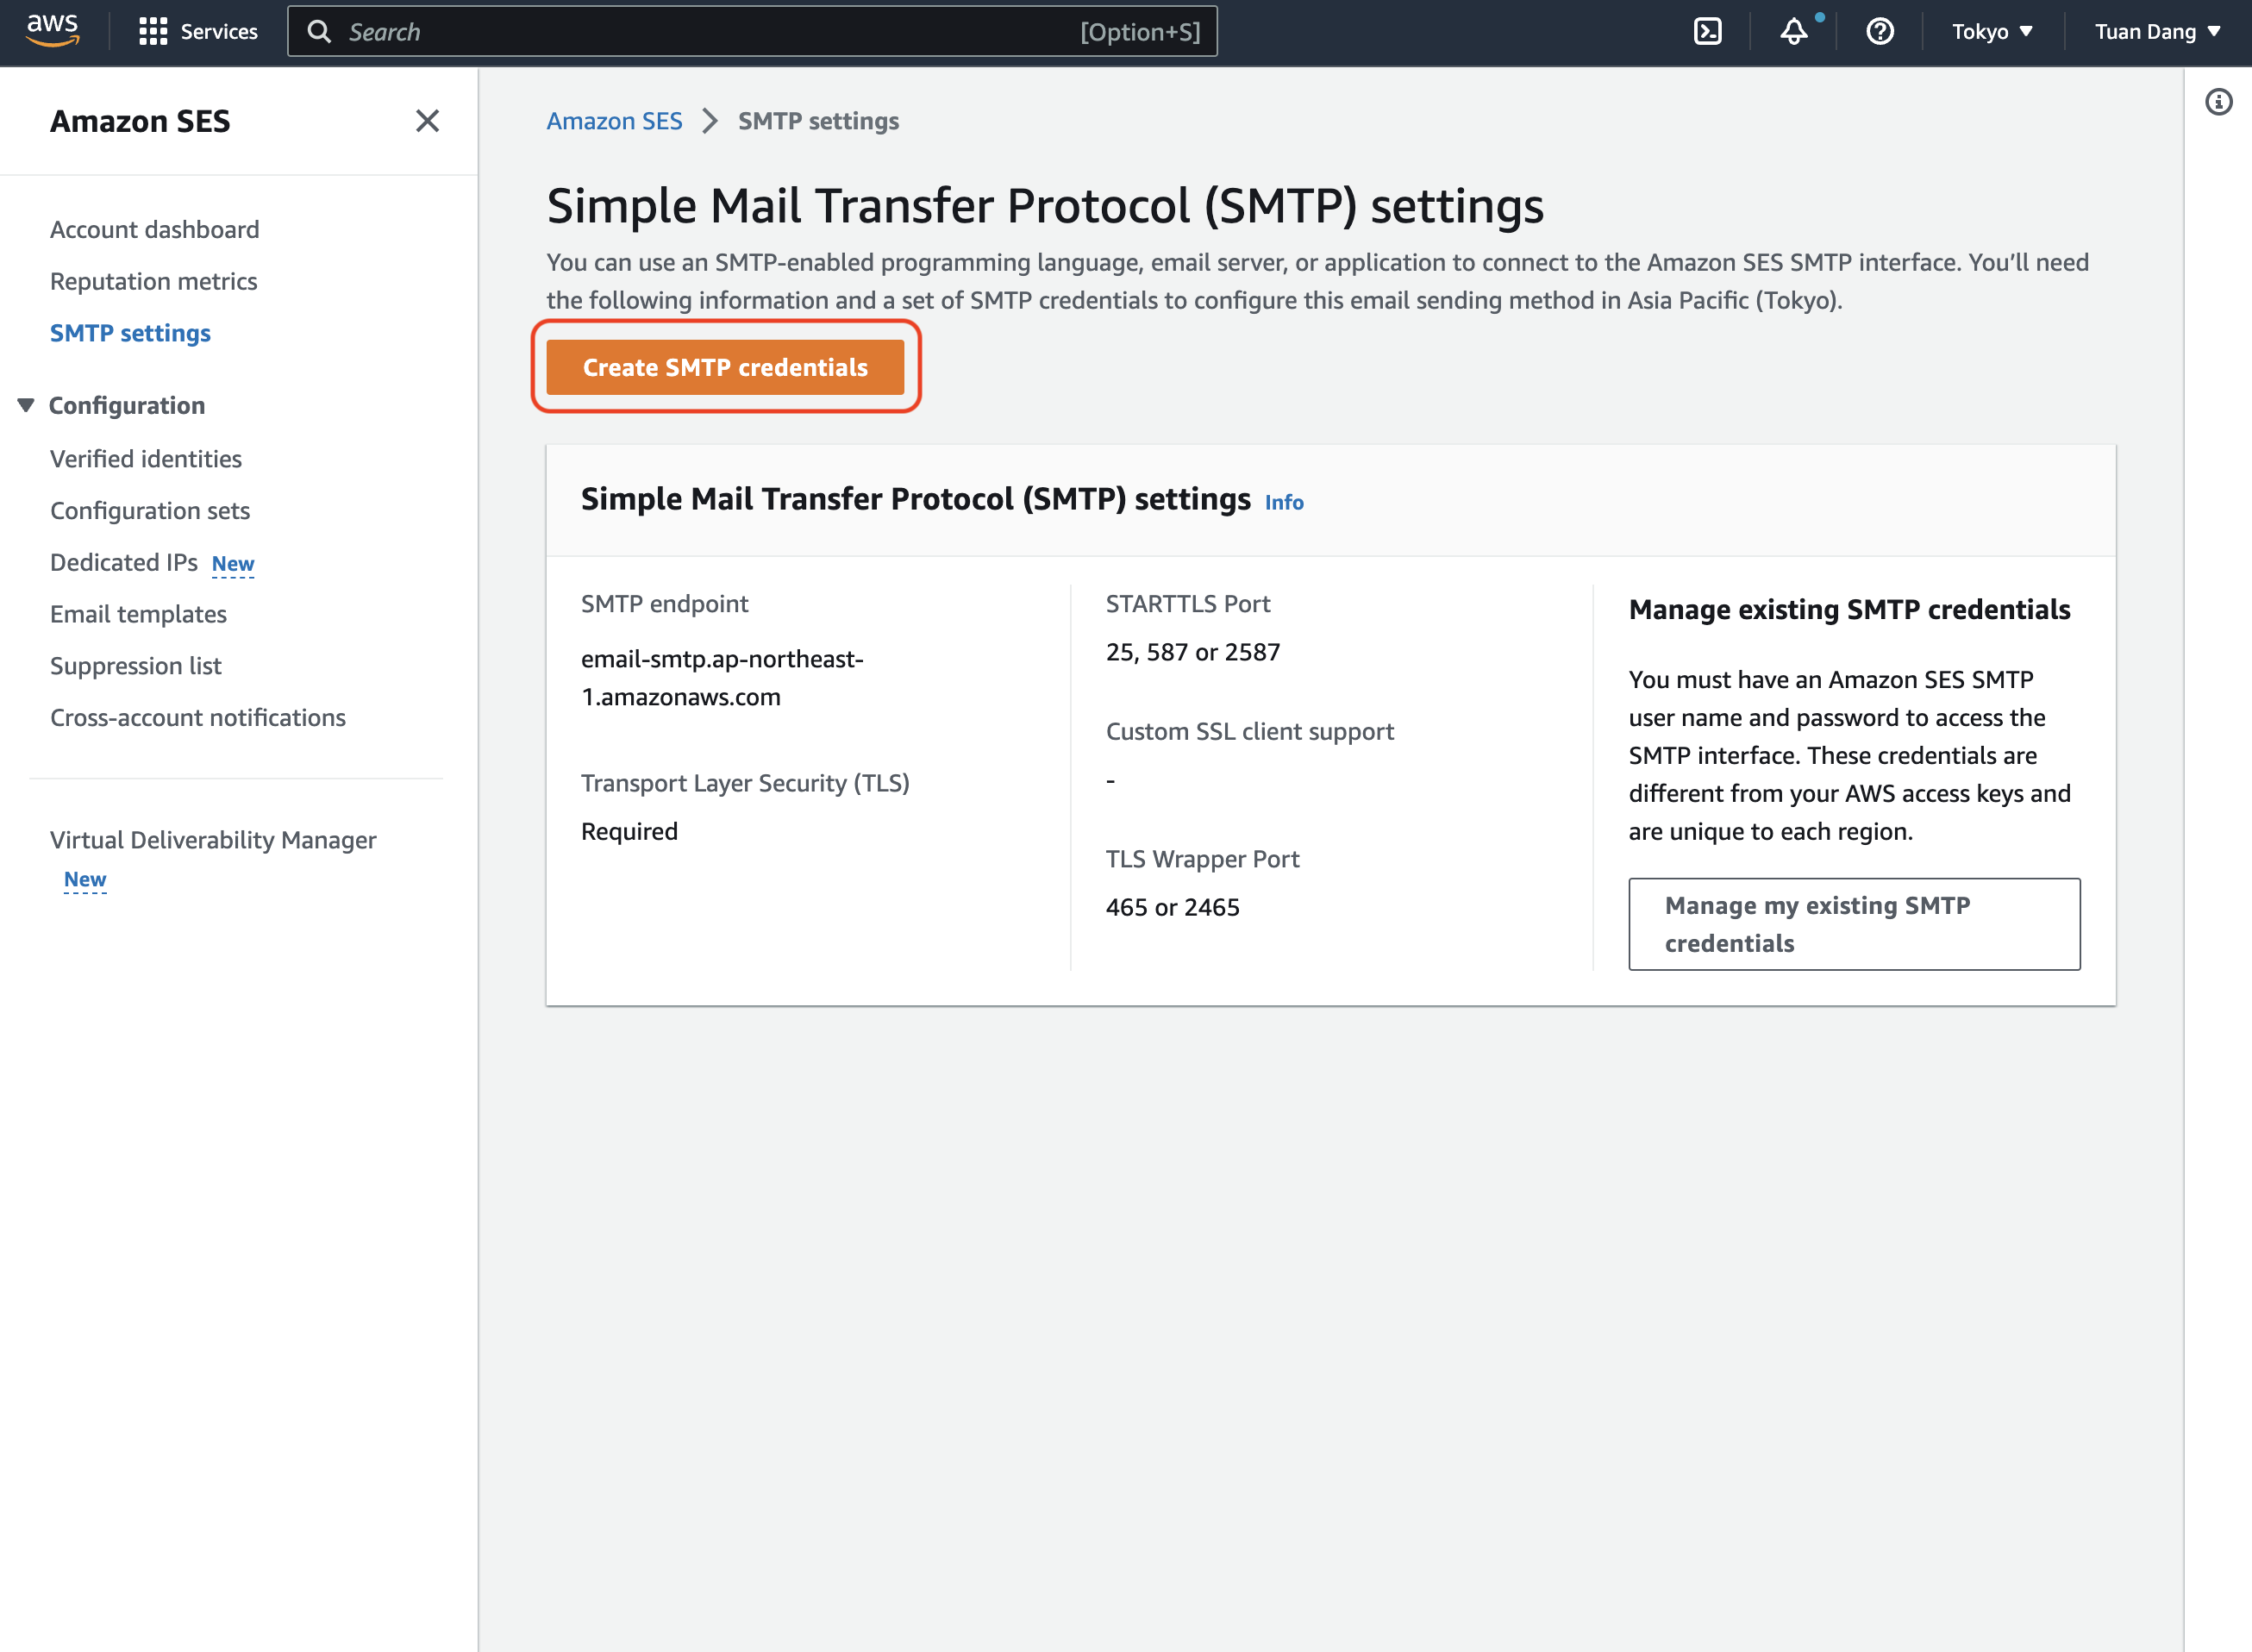 aws
Services
Search
[Option+S]
Tokyo
Tuan Dang
Amazon SES
Account dashboard
Reputation metrics
SMTP settings
Configuration
Verified identities
Configuration sets
Dedicated IPs New
Email templates
Suppression list
Cross-account notifications
Virtual Deliverability Manager
New
Amazon SES > SMTP settings
Simple Mail Transfer Protocol (SMTP) settings
You can use an SMTP-enabled programming language, email server, or application to connect to the Amazon SES SMTP interface. You’ll need
the following information and a set of SMTP credentials to configure this email sending method in Asia Pacific (Tokyo).
Create SMTP credentials
Simple Mail Transfer Protocol (SMTP) settings Info
SMTP endpoint
email-smtp.ap-northeast-
1.amazonaws.com
Transport Layer Security (TLS)
Required
STARTTLS Port
25, 587 or 2587
Custom SSL client support
-
TLS Wrapper Port
465 or 2465
Manage existing SMTP credentials
You must have an Amazon SES SMTP
user name and password to access the
SMTP interface. These credentials are
different from your AWS access keys and
are unique to each region.
Manage my existing SMTP
credentials